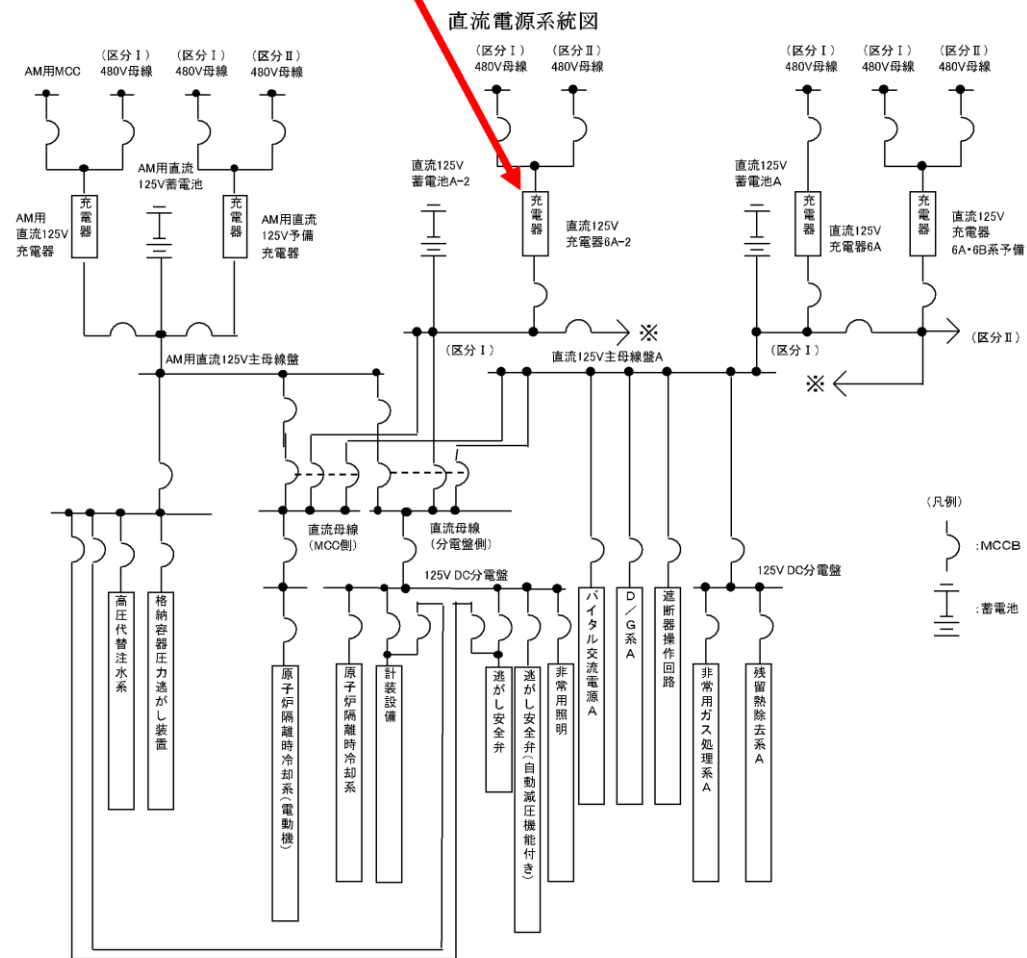 直流電源系統図
AM用MCC
(区分Ⅰ)
480V母線
(区分Ⅰ)
480V母線
(区分Ⅱ)
480V母線
(区分Ⅰ)
480V母線
(区分Ⅱ)
480V母線
(区分Ⅰ)
480V母線
(区分Ⅰ)
480V母線
(区分Ⅱ)
480V母線
AM用直流
125V蓄電池
直流125V
蓄電池A-2
直流125V
蓄電池A
充電器
充電器
充電器
充電器
充電器
AM用
直流125V
充電器
AM用直流
125V予備
充電器
直流125V
充電器6A-2
直流125V
充電器6A
直流125V
充電器
6A・6B系予備
※
(区分Ⅱ)
(区分Ⅰ)
(区分Ⅰ)
AM用直流125V主母線盤
直流125V主母線盤A
※
直流母線
(MCC側)
直流母線
(分電盤側)
(凡例)
:MCCB
:蓄電池
125V DC分電盤
125V DC分電盤
高圧代替注水系
格納容器圧力逃がし装置
原子炉隔離時冷却系(電動機)
原子炉隔離時冷却系
計装設備
逃がし安全弁
逃がし安全弁(自動減圧機能付き)
非常用照明
バイタル交流電源A
D/G系A
遮断器操作回路
非常用ガス処理系A
残留熱除去系A